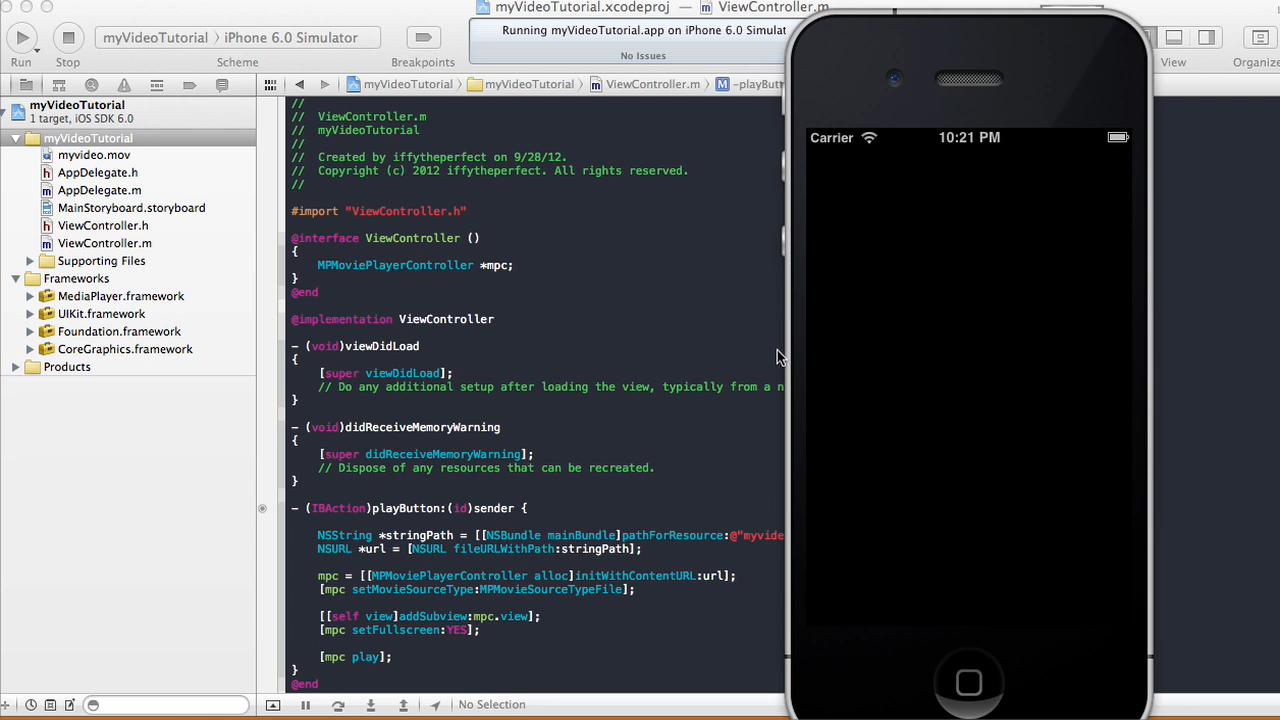 myVideoTutorial.xcodeproj — ViewController.m
myVideoTutorial 〉 iPhone 6.0 Simulator
Running myVideoTutorial.app on iPhone 6.0 Simulat
No Issues
Run Stop Scheme Breakpoints View Organize
myVideoTutorial 〉 myVideoTutorial 〉 ViewController.m 〉 M -playBut
myVideoTutorial
1 target, iOS SDK 6.0
myVideoTutorial
myvideo.mov
h AppDelegate.h
m AppDelegate.m
MainStoryboard.storyboard
h ViewController.h
m ViewController.m
Supporting Files
Frameworks
MediaPlayer.framework
UIKit.framework
Foundation.framework
CoreGraphics.framework
Products
//
//  ViewController.m
//  myVideoTutorial
//
//  Created by iffytheperfect on 9/28/12.
//  Copyright (c) 2012 iffytheperfect. All rights reserved.
//
#import "ViewController.h"
@interface ViewController ()
{
MPMoviePlayerController *mpc;
}
@end
@implementation ViewController
- (void)viewDidLoad
{
[super viewDidLoad];
// Do any additional setup after loading the view, typically from a n
}
- (void)didReceiveMemoryWarning
{
[super didReceiveMemoryWarning];
// Dispose of any resources that can be recreated.
}
- (IBAction)playButton:(id)sender {
NSString *stringPath = [[NSBundle mainBundle]pathForResource:@"myvide
NSURL *url = [NSURL fileURLWithPath:stringPath];
mpc = [[MPMoviePlayerController alloc]initWithContentURL:url];
[mpc setMovieSourceType:MPMovieSourceTypeFile];
[[self view]addSubview:mpc.view];
[mpc setFullscreen:YES];
[mpc play];
}
@end
No Selection
Carrier 10:21 PM